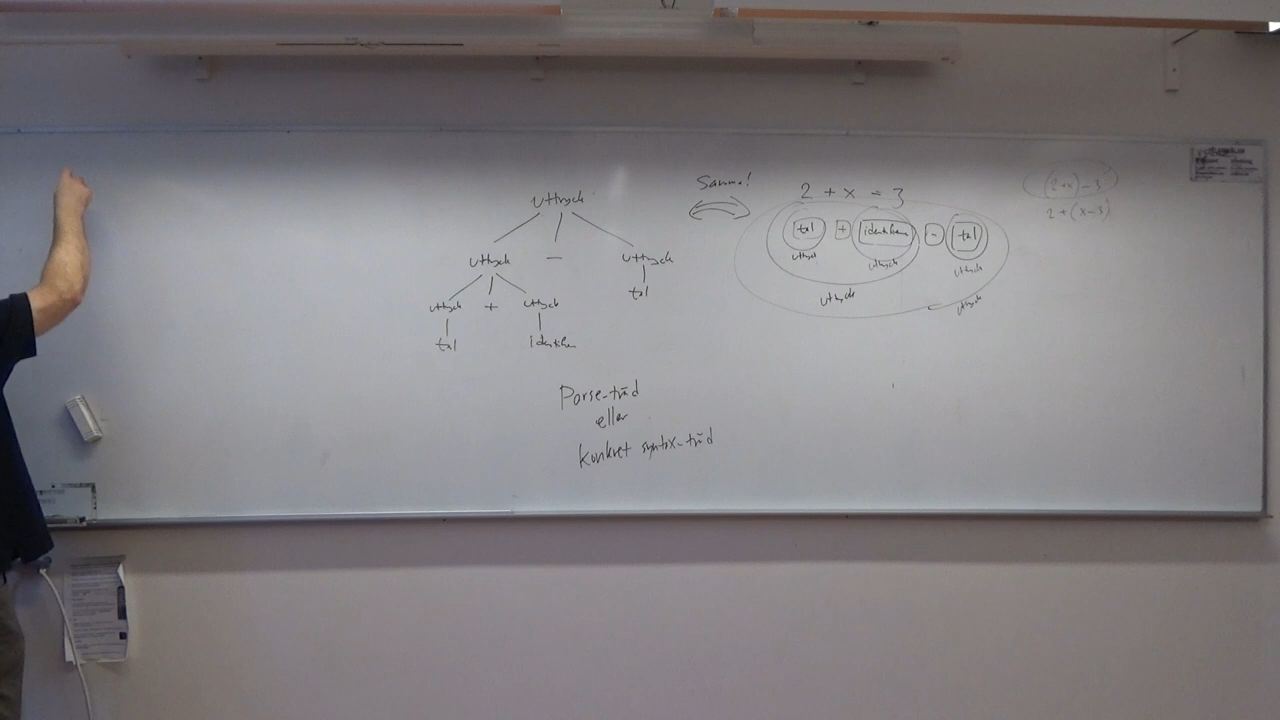 uttryck
uttryck — uttryck
uttryck + uttryck tal
tal identifierare
Samma!
2 + x - 3
tal + identifierare - tal
uttryck uttryck uttryck
uttryck uttryck
(2+x)-3
2+(x-3)
Parse-träd
eller
konkret syntax-träd